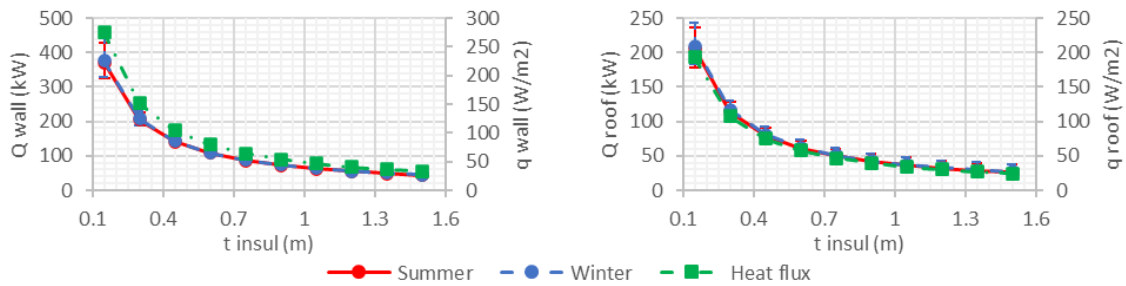 500
400
300
200
100
0
Q wall (kW)
300
250
200
150
100
50
0
q wall (W/m2)
0.1 0.4 0.7 1 1.3 1.6
t insul (m)
250
200
150
100
50
0
Q roof (kW)
250
200
150
100
50
0
q roof (W/m2)
0.1 0.4 0.7 1 1.3 1.6
t insul (m)
Summer Winter Heat flux